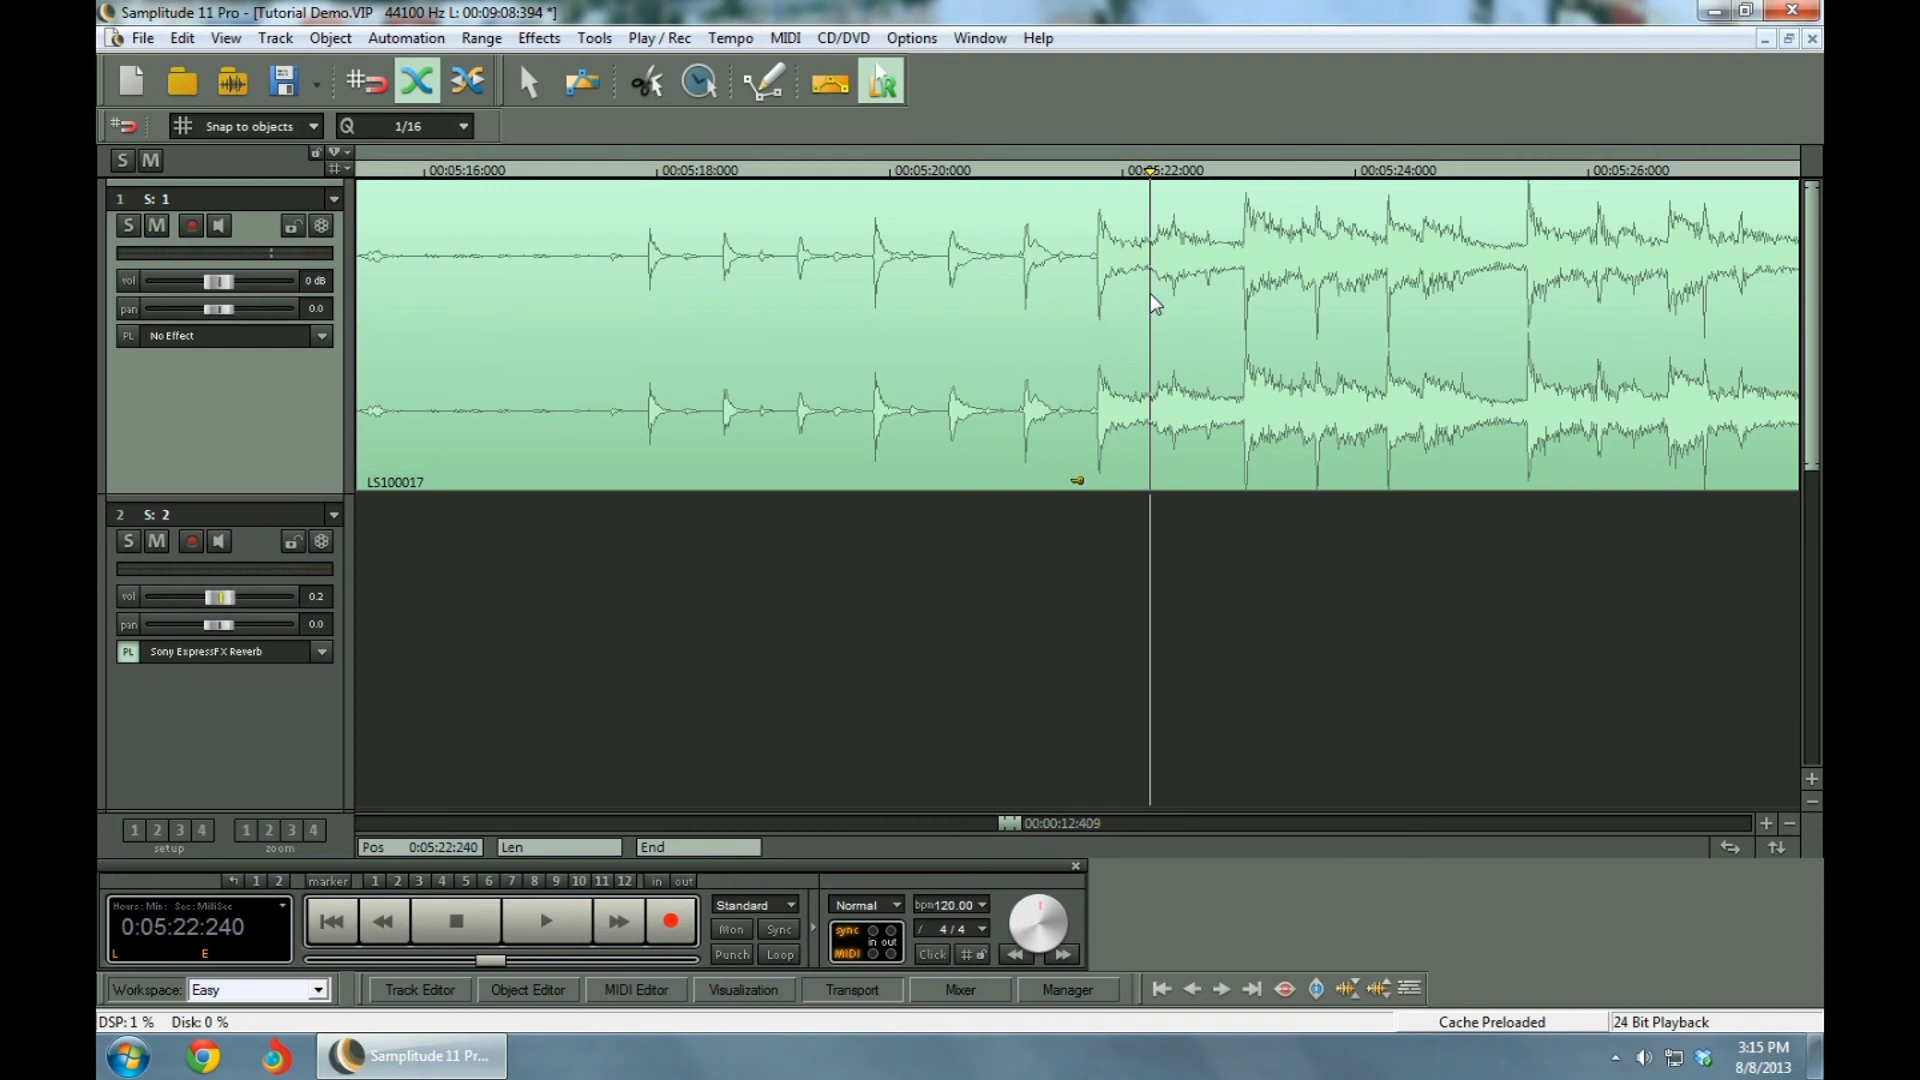 Samplitude 11 Pro - [Tutorial Demo.VIP   44100 Hz L: 00:09:08:394 *]
File Edit View Track Object Automation Range Effects Tools Play / Rec Tempo MIDI CD/DVD Options Window Help
Snap to objects Q 1/16
S M
00:05:16:000 00:05:18:000 00:05:20:000 00:05:22:000 00:05:24:000 00:05:26:000
1 S: 1
S M
vol 0 dB
pan 0.0
PL No Effect
LS100017
2 S: 2
S M
vol 0.2
pan 0.0
PL Sony ExpressFX Reverb
1 2 3 4 1 2 3 4
setup zoom
00:00:12:409
Pos 0:05:22:240 Len End
1 2 marker 1 2 3 4 5 6 7 8 9 10 11 12 in out
Hours : Min : Sec : MilliSec
0:05:22:240
L E
Standard
Mon Sync
Punch Loop
Normal bpm120.00
sync in out
MIDI
/ 4 / 4
Click
Workspace: Easy
Track Editor Object Editor MIDI Editor Visualization Transport Mixer Manager
DSP: 1 % Disk: 0 % Cache Preloaded 24 Bit Playback
Samplitude 11 Pr...
3:15 PM
8/8/2013